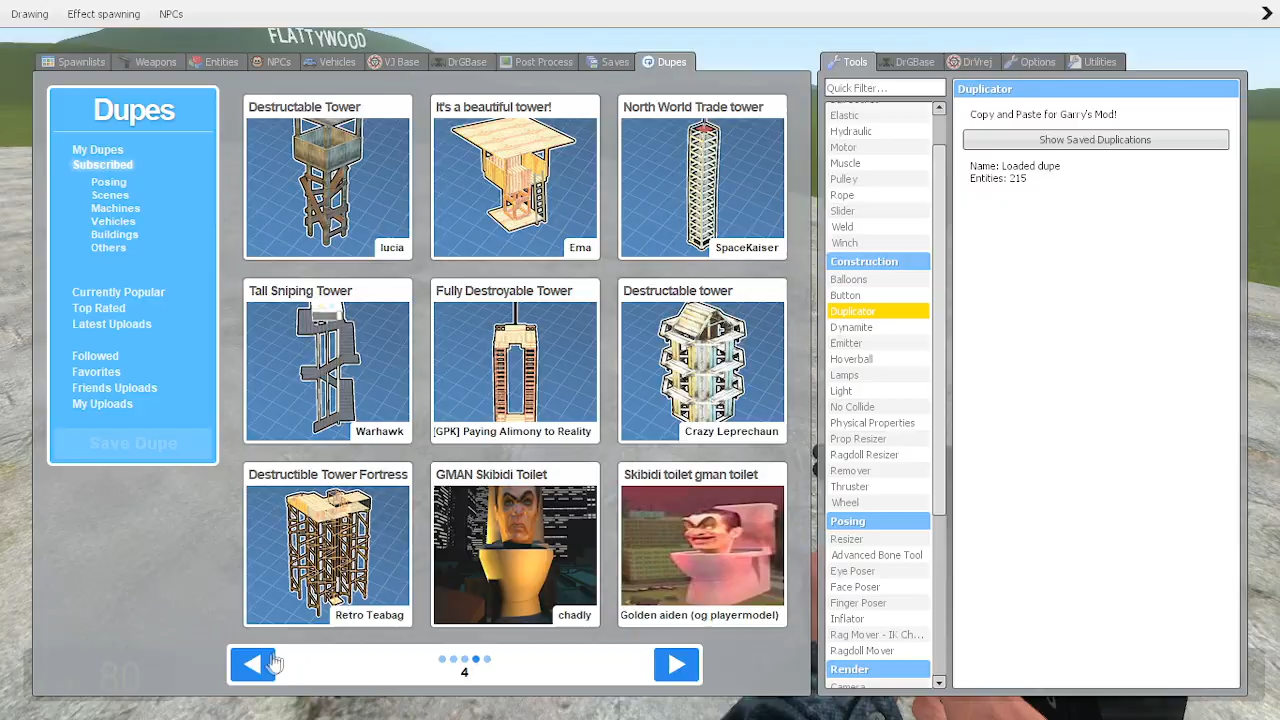 Drawing Effect spawning NPCs
FLATTYWOOD
Spawnlists Weapons Entities NPCs Vehicles VJ Base DrGBase Post Process Saves Dupes
Dupes
My Dupes
Subscribed
Posing
Scenes
Machines
Vehicles
Buildings
Others
Currently Popular
Top Rated
Latest Uploads
Followed
Favorites
Friends Uploads
My Uploads
Save Dupe
Destructable Tower
lucia
It's a beautiful tower!
Ema
North World Trade tower
SpaceKaiser
Tall Sniping Tower
Warhawk
Fully Destroyable Tower
[GPK] Paying Alimony to Reality
Destructable tower
Crazy Leprechaun
Destructible Tower Fortress
Retro Teabag
GMAN Skibidi Toilet
chadly
Skibidi toilet gman toilet
Golden aiden (og playermodel)
4
80
Tools DrGBase DrVrej Options Utilities
Quick Filter...
Elastic
Hydraulic
Motor
Muscle
Pulley
Rope
Slider
Weld
Winch
Construction
Balloons
Button
Duplicator
Dynamite
Emitter
Hoverball
Lamps
Light
No Collide
Physical Properties
Prop Resizer
Ragdoll Resizer
Remover
Thruster
Wheel
Posing
Resizer
Advanced Bone Tool
Eye Poser
Face Poser
Finger Poser
Inflator
Rag Mover - IK Ch...
Ragdoll Mover
Render
Camera
Duplicator
Copy and Paste for Garry's Mod!
Show Saved Duplications
Name: Loaded dupe
Entities: 215